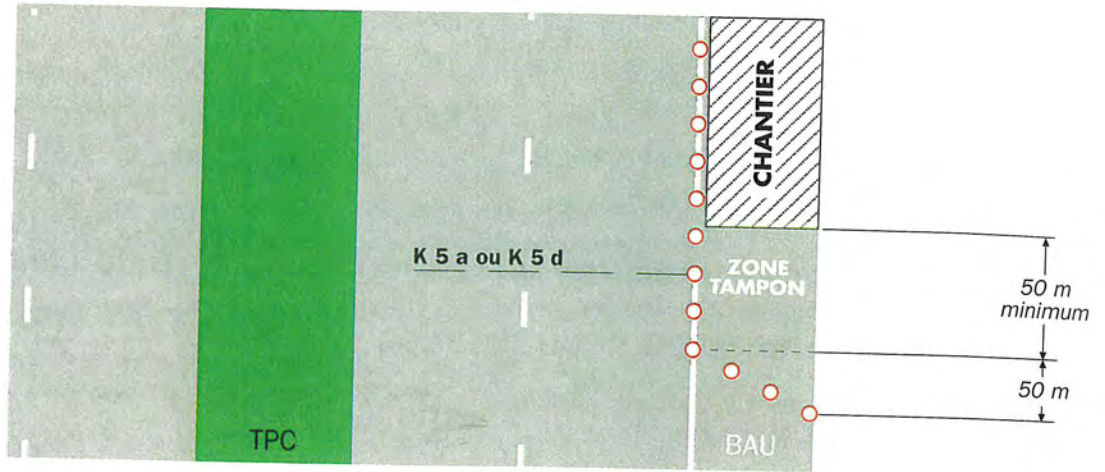 CHANTIER
K 5 a ou K 5 d
ZONE
TAMPON
50 m
minimum
50 m
TPC
BAU